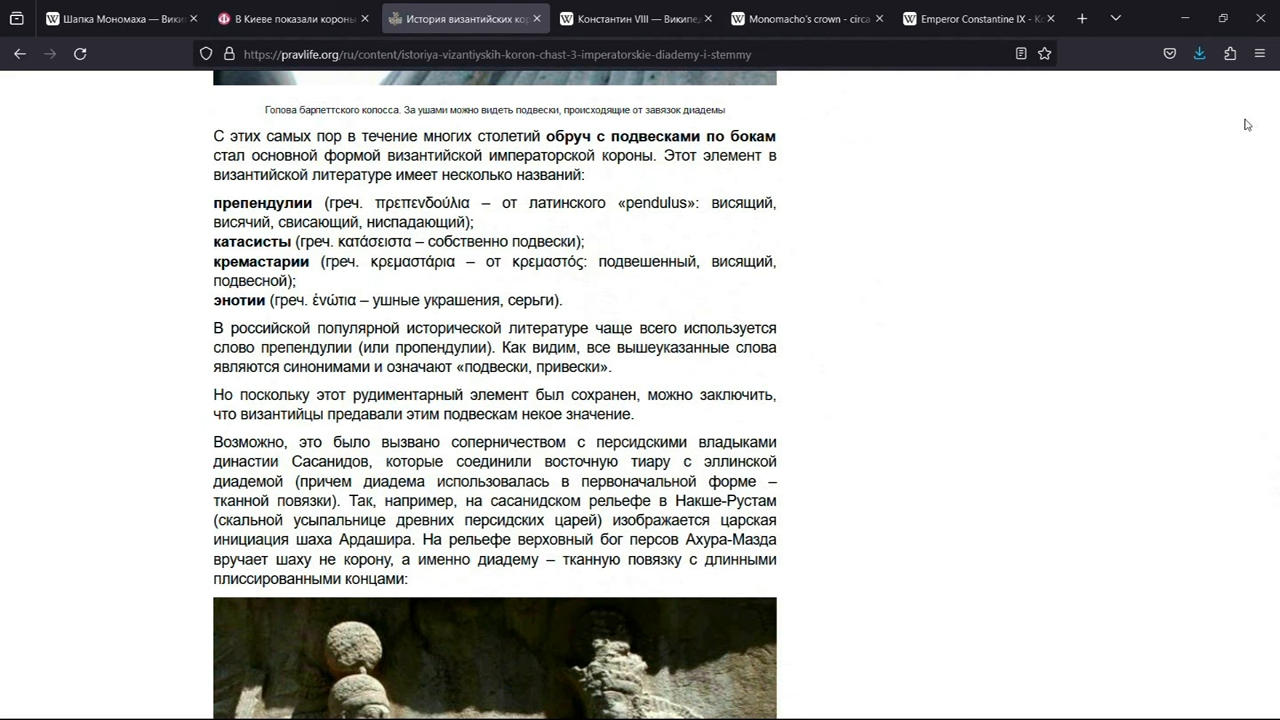 Шапка Мономаха — Вики
В Киеве показали короны
История византийских кор
Константин VIII — Википед
Monomacho's crown - circa
Emperor Constantine IX - Ko
https://pravlife.org/ru/content/istoriya-vizantiyskih-koron-chast-3-imperatorskie-diademy-i-stemmy
Голова барлеттского колосса. За ушами можно видеть подвески, происходящие от завязок диадемы
С этих самых пор в течение многих столетий обруч с подвесками по бокам
стал основной формой византийской императорской короны. Этот элемент в
византийской литературе имеет несколько названий:
препендулии (греч. πρεπενδούλια – от латинского «pendulus»: висящий,
висячий, свисающий, ниспадающий);
катасисты (греч. κατάσειστα – собственно подвески);
кремастарии (греч. κρεμαστάρια – от κρεμαστός: подвешенный, висящий,
подвесной);
энотии (греч. ἐνώτια – ушные украшения, серьги).
В российской популярной исторической литературе чаще всего используется
слово препендулии (или пропендулии). Как видим, все вышеуказанные слова
являются синонимами и означают «подвески, привески».
Но поскольку этот рудиментарный элемент был сохранен, можно заключить,
что византийцы предавали этим подвескам некое значение.
Возможно, это было вызвано соперничеством с персидскими владыками
династии Сасанидов, которые соединили восточную тиару с эллинской
диадемой (причем диадема использовалась в первоначальной форме –
тканной повязки). Так, например, на сасанидском рельефе в Накше-Рустам
(скальной усыпальнице древних персидских царей) изображается царская
инициация шаха Ардашира. На рельефе верховный бог персов Ахура-Мазда
вручает шаху не корону, а именно диадему – тканную повязку с длинными
плиссированными концами: